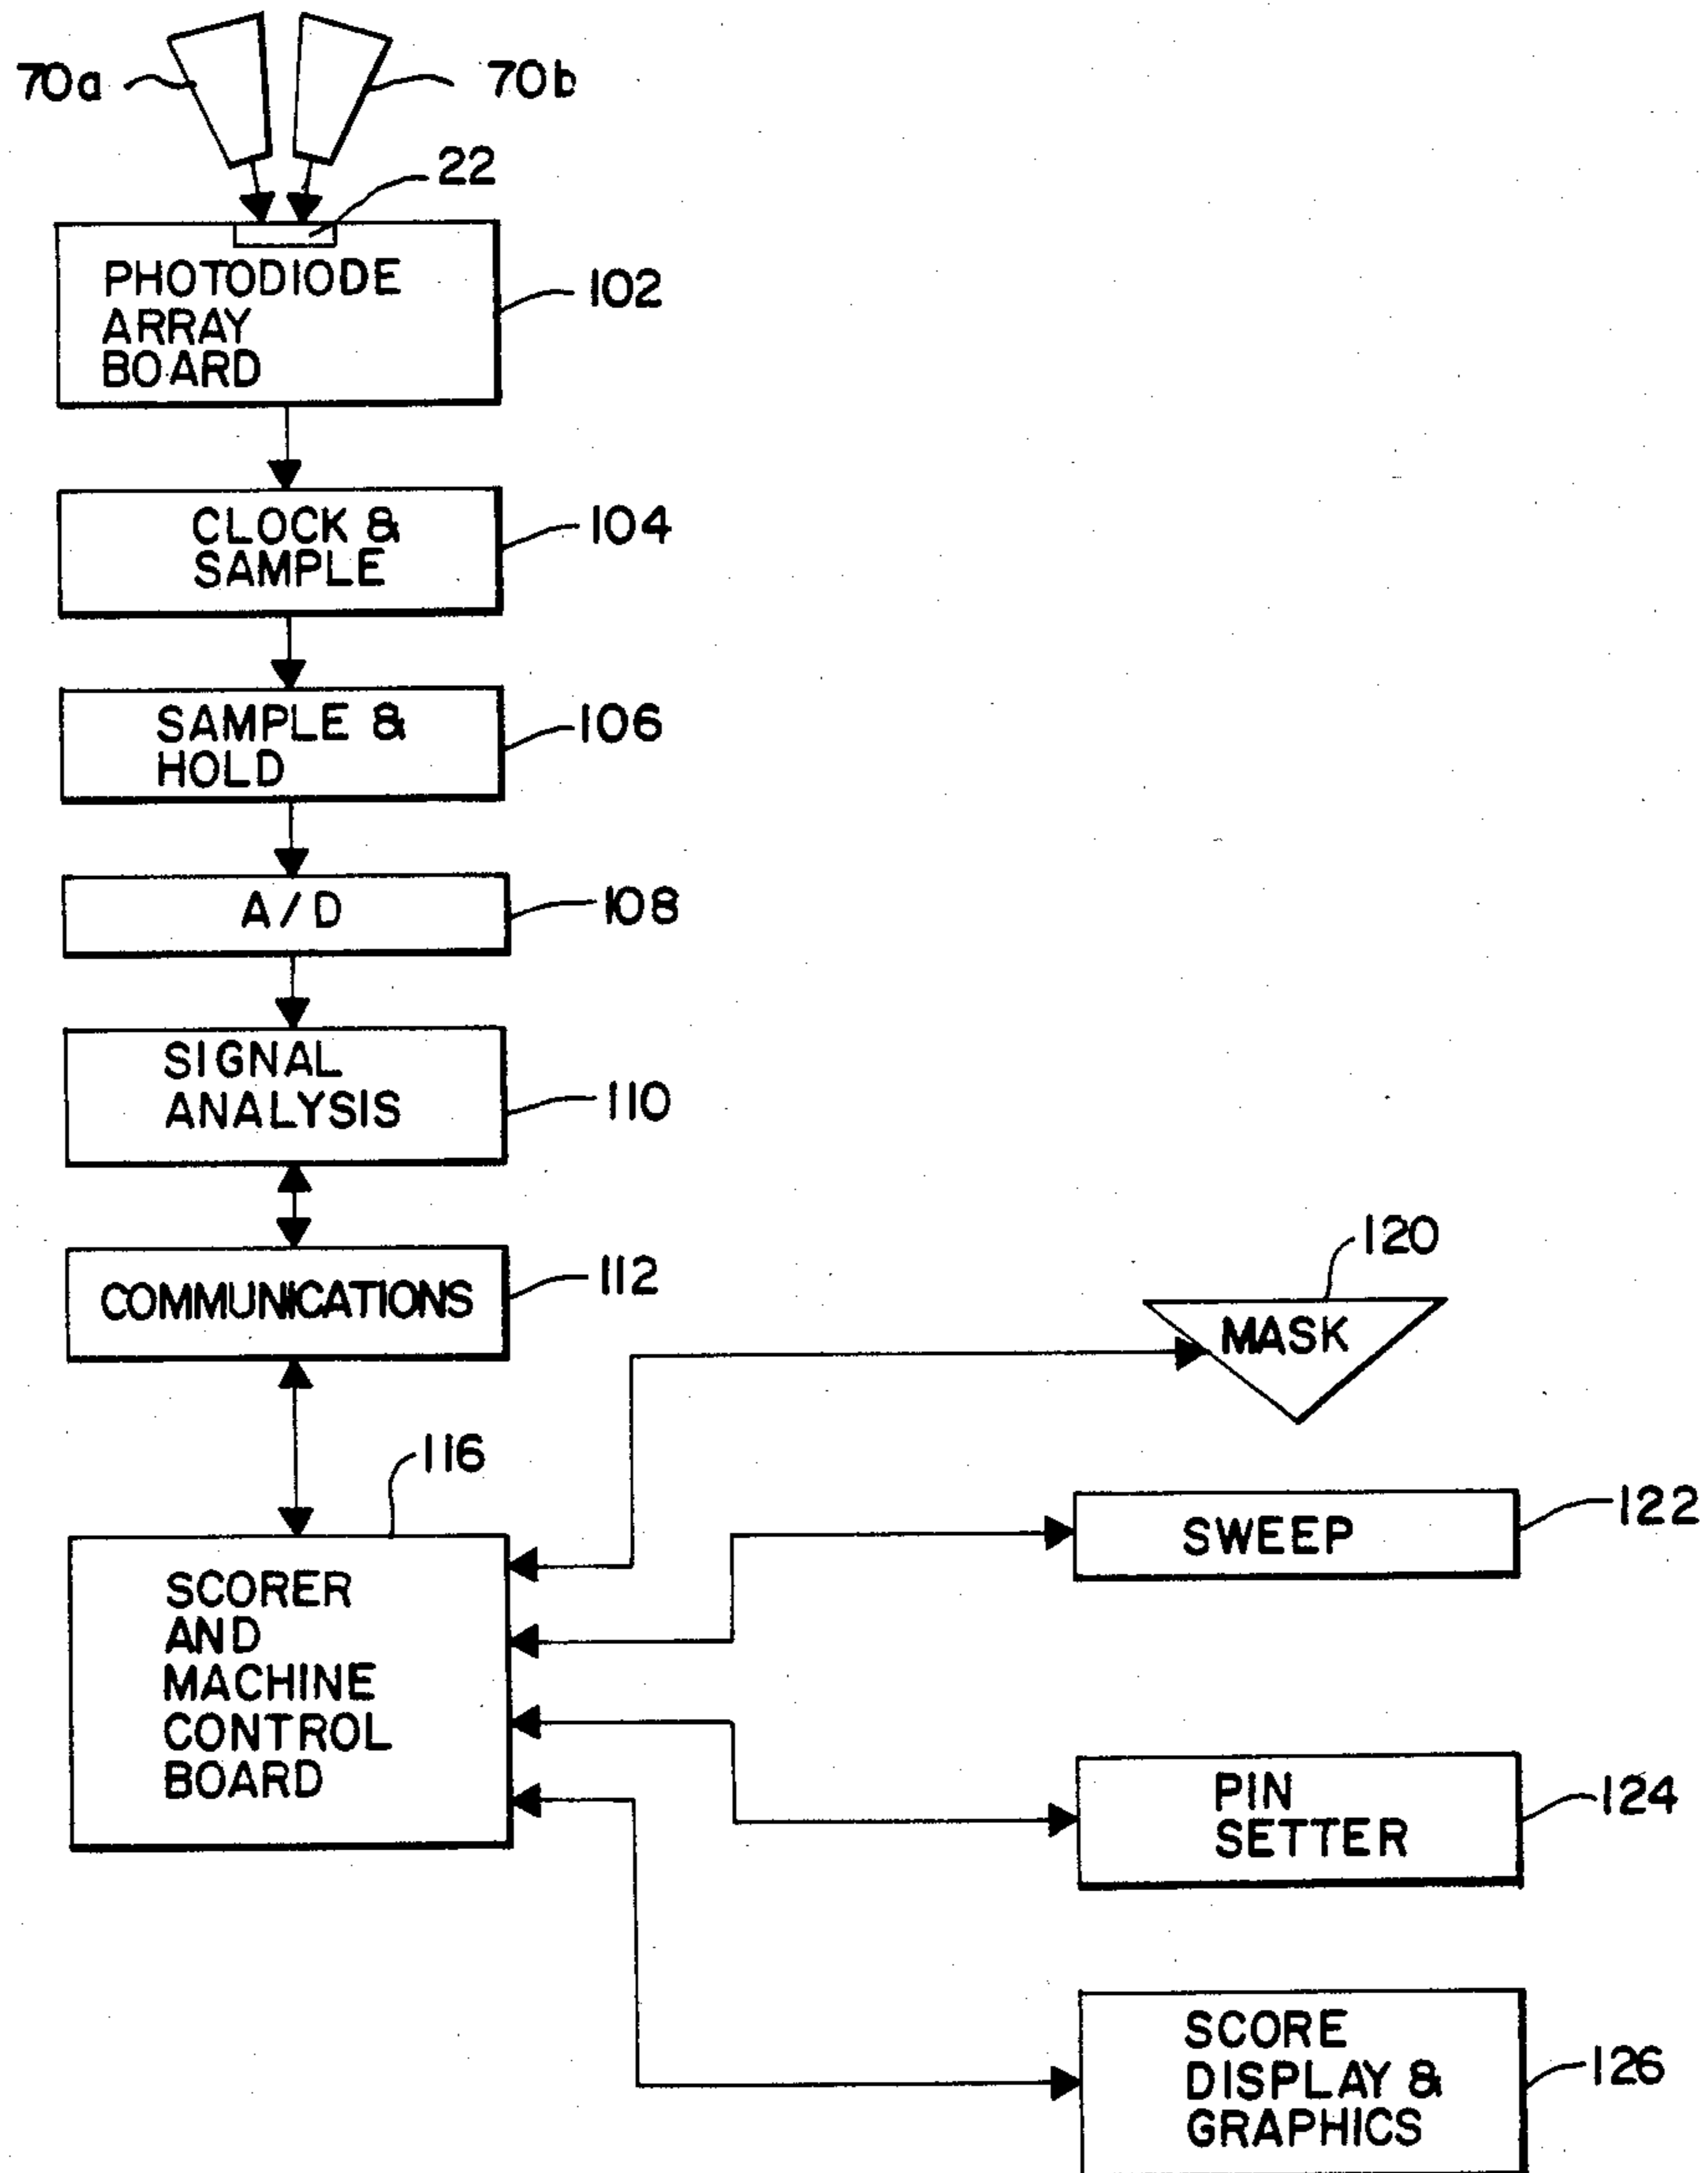 70a
70b
22
PHOTODIODE
ARRAY
BOARD
102
CLOCK &
SAMPLE
104
SAMPLE &
HOLD
106
A/D
108
SIGNAL
ANALYSIS
110
COMMUNICATIONS
112
120
MASK
116
SCORER
AND
MACHINE
CONTROL
BOARD
SWEEP
122
PIN
SETTER
124
SCORE
DISPLAY &
GRAPHICS
126